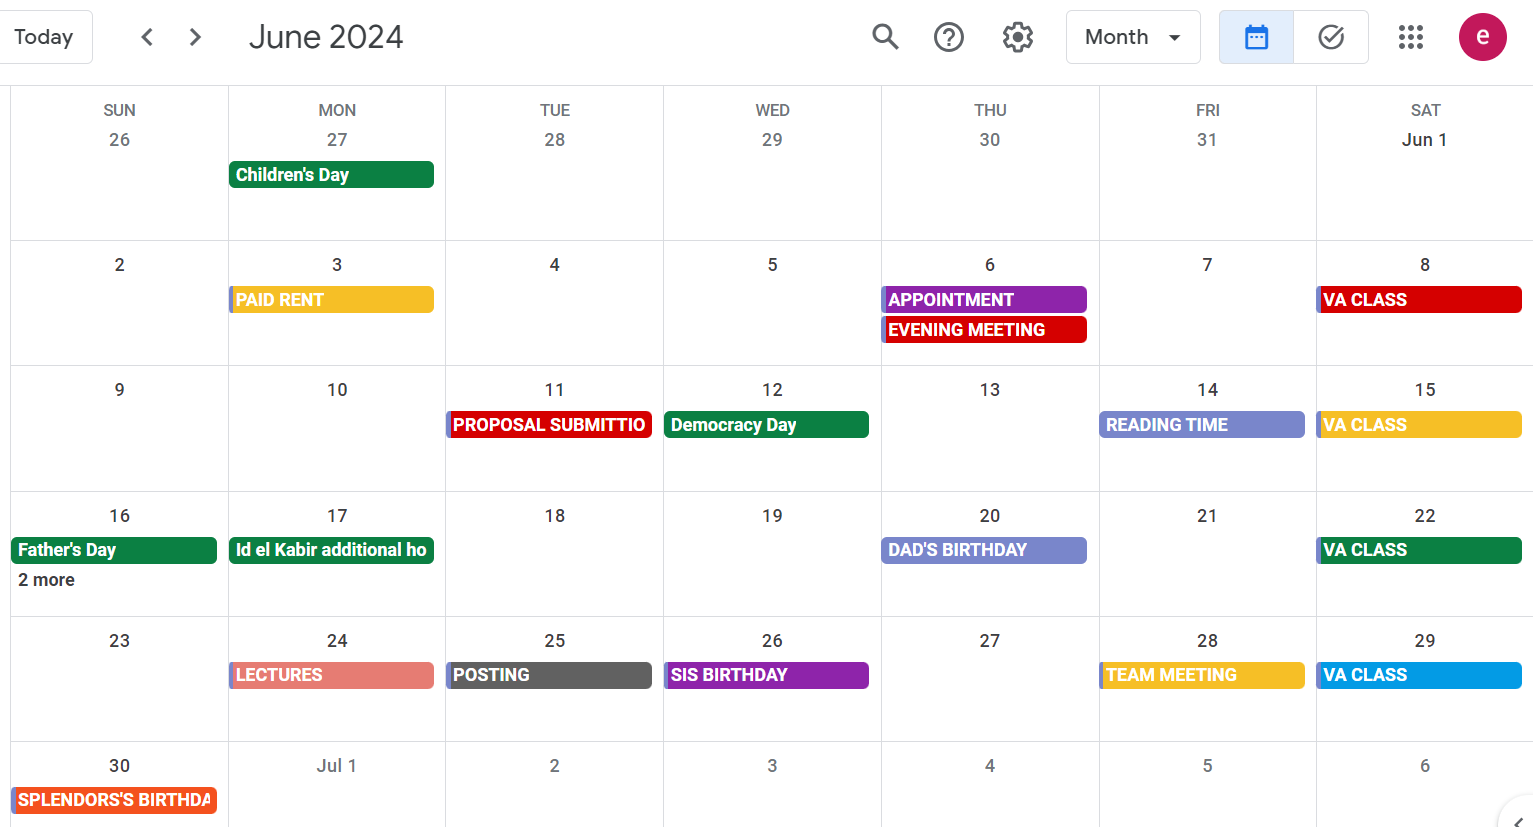 Today
June 2024
Month
e
SUN MON TUE WED THU FRI SAT
26 27 28 29 30 31 Jun 1
Children's Day
2 3 4 5 6 7 8
PAID RENT APPOINTMENT VA CLASS
EVENING MEETING
9 10 11 12 13 14 15
PROPOSAL SUBMITTIO Democracy Day READING TIME VA CLASS
16 17 18 19 20 21 22
Father's Day Id el Kabir additional ho DAD'S BIRTHDAY VA CLASS
2 more
23 24 25 26 27 28 29
LECTURES POSTING SIS BIRTHDAY TEAM MEETING VA CLASS
30 Jul 1 2 3 4 5 6
SPLENDORS'S BIRTHDA